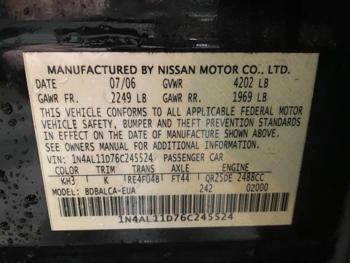 MANUFACTURED BY NISSAN MOTOR CO., LTD.
DATE 07/06 GVWR 4202 LB
GAWR FR. 2249 LB GAWR RR. 1969 LB
THIS VEHICLE CONFORMS TO ALL APPLICABLE FEDERAL MOTOR
VEHICLE SAFETY, BUMPER AND THEFT PREVENTION STANDARDS
IN EFFECT ON THE DATE OF MANUFACTURE SHOWN ABOVE.
SEE OWNERS MANUAL FOR ADDITIONAL INFORMATION
VIN: 1N4AL11D76C245524 PASSENGER CAR
COLOR TRIM TRANS AXLE ENGINE
KH3 K RE4F04B FT44 QR25DE 2488CC
MODEL BDBALCA-EUA 242 0Z000
1N4AL11D76C245524